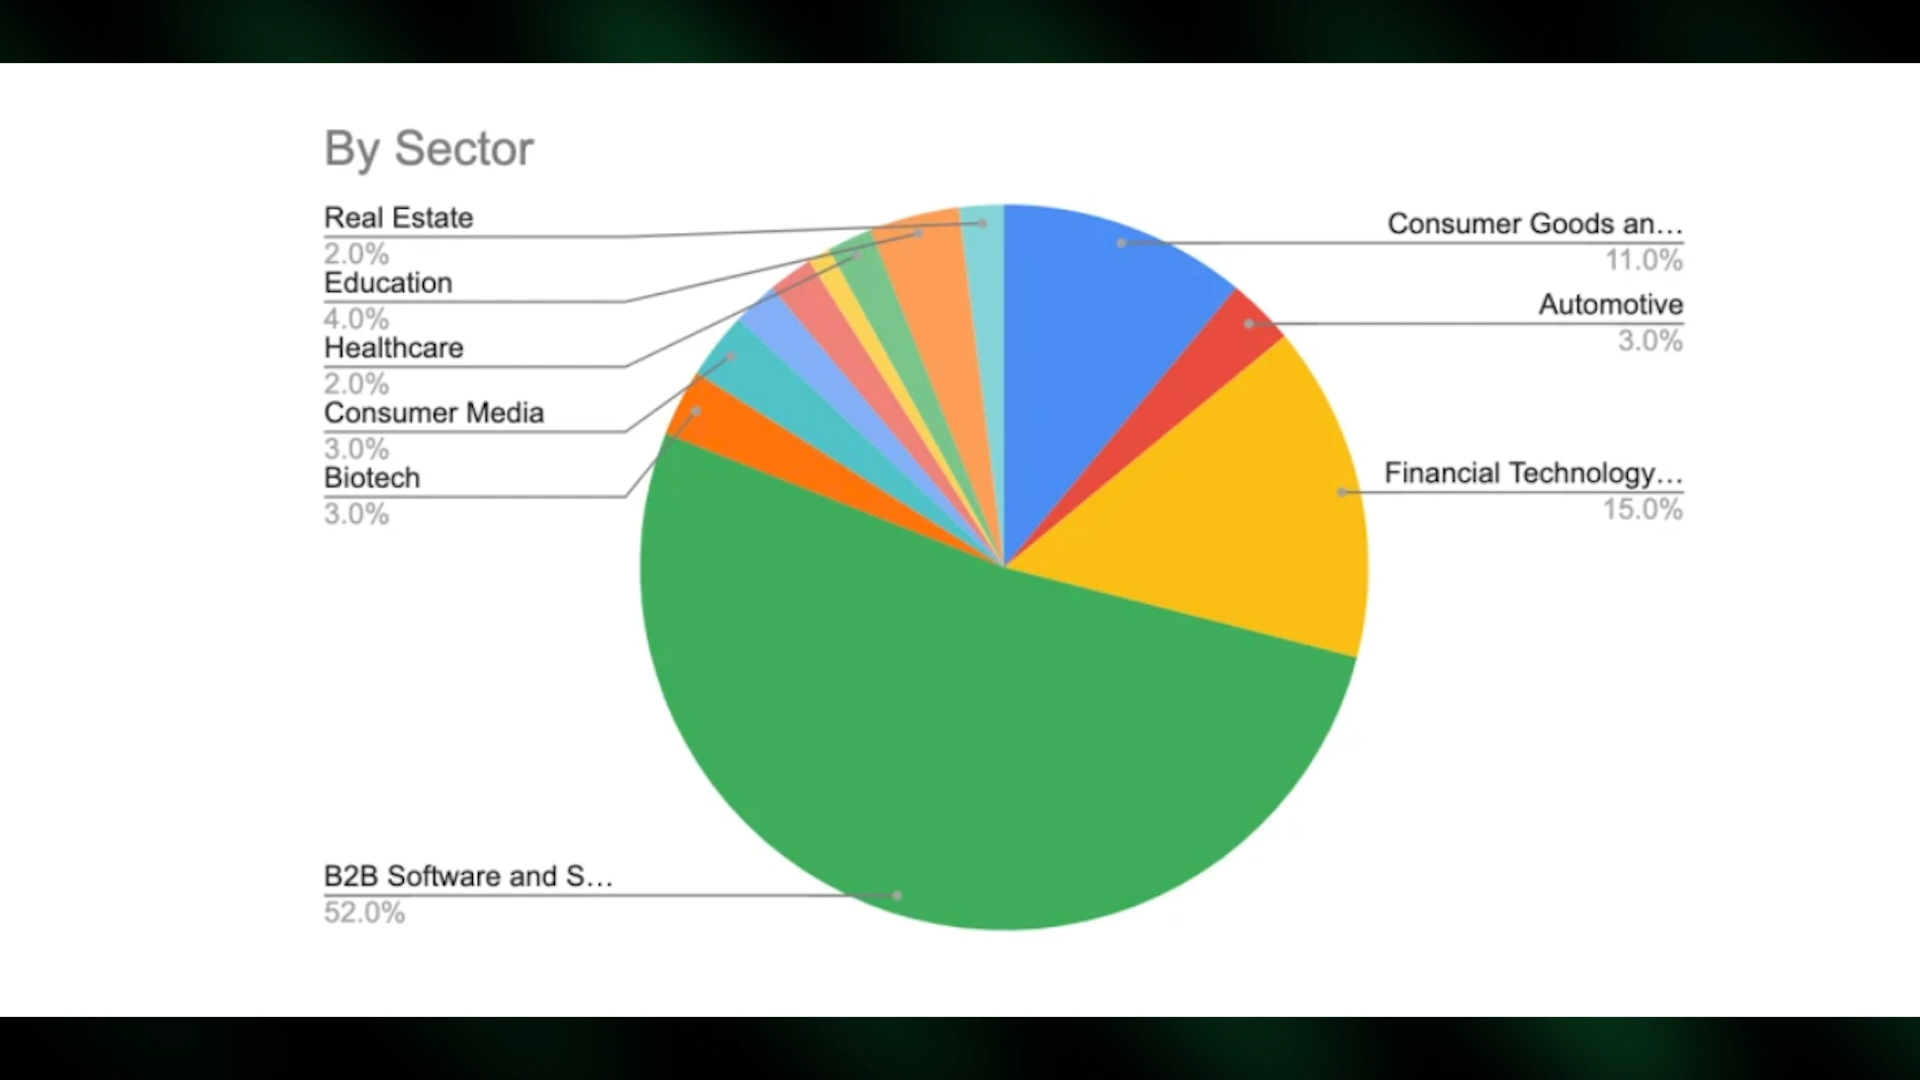 By Sector
Real Estate
2.0%
Education
4.0%
Healthcare
2.0%
Consumer Media
3.0%
Biotech
3.0%
B2B Software and S...
52.0%
Consumer Goods an...
11.0%
Automotive
3.0%
Financial Technology...
15.0%